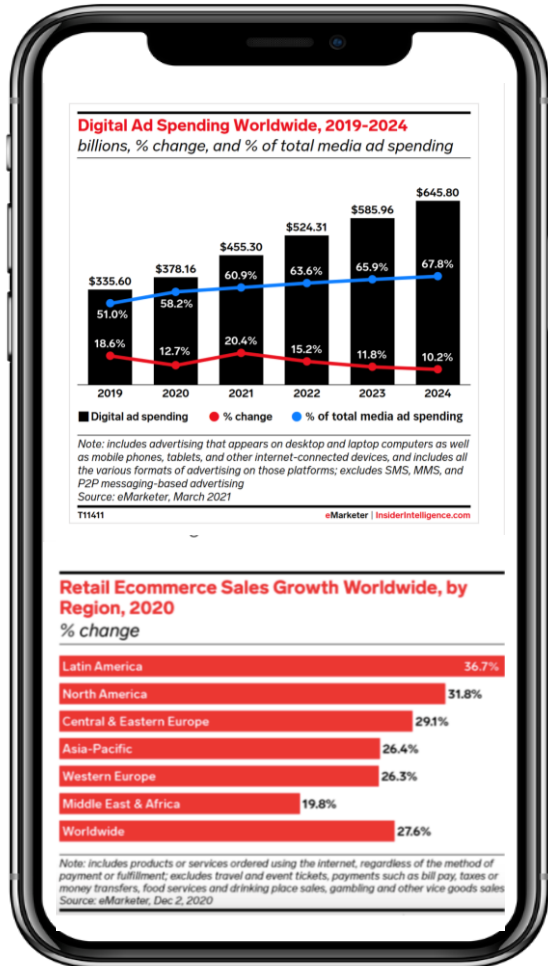 Digital Ad Spending Worldwide, 2019-2024
billions, % change, and % of total media ad spending
$645.80
$585.96
$524.31
$455.30
$378.16
$335.60
51.0%
58.2%
60.9%
63.6%
65.9%
67.8%
18.6%
12.7%
20.4%
15.2%
11.8%
10.2%
2019 2020 2021 2022 2023 2024
Digital ad spending % change % of total media ad spending
Note: includes advertising that appears on desktop and laptop computers as well
as mobile phones, tablets, and other internet-connected devices, and includes all
the various formats of advertising on those platforms; excludes SMS, MMS, and
P2P messaging-based advertising
Source: eMarketer, March 2021
T11411 eMarketer | InsiderIntelligence.com
Retail Ecommerce Sales Growth Worldwide, by
Region, 2020
% change
Latin America 36.7%
North America 31.8%
Central & Eastern Europe 29.1%
Asia-Pacific 26.4%
Western Europe 26.3%
Middle East & Africa 19.8%
Worldwide 27.6%
Note: includes products or services ordered using the internet, regardless of the method of
payment or fulfillment; excludes travel and event tickets, payments such as bill pay, taxes or
money transfers, food services and drinking place sales, gambling and other vice goods sales
Source: eMarketer, Dec 2, 2020